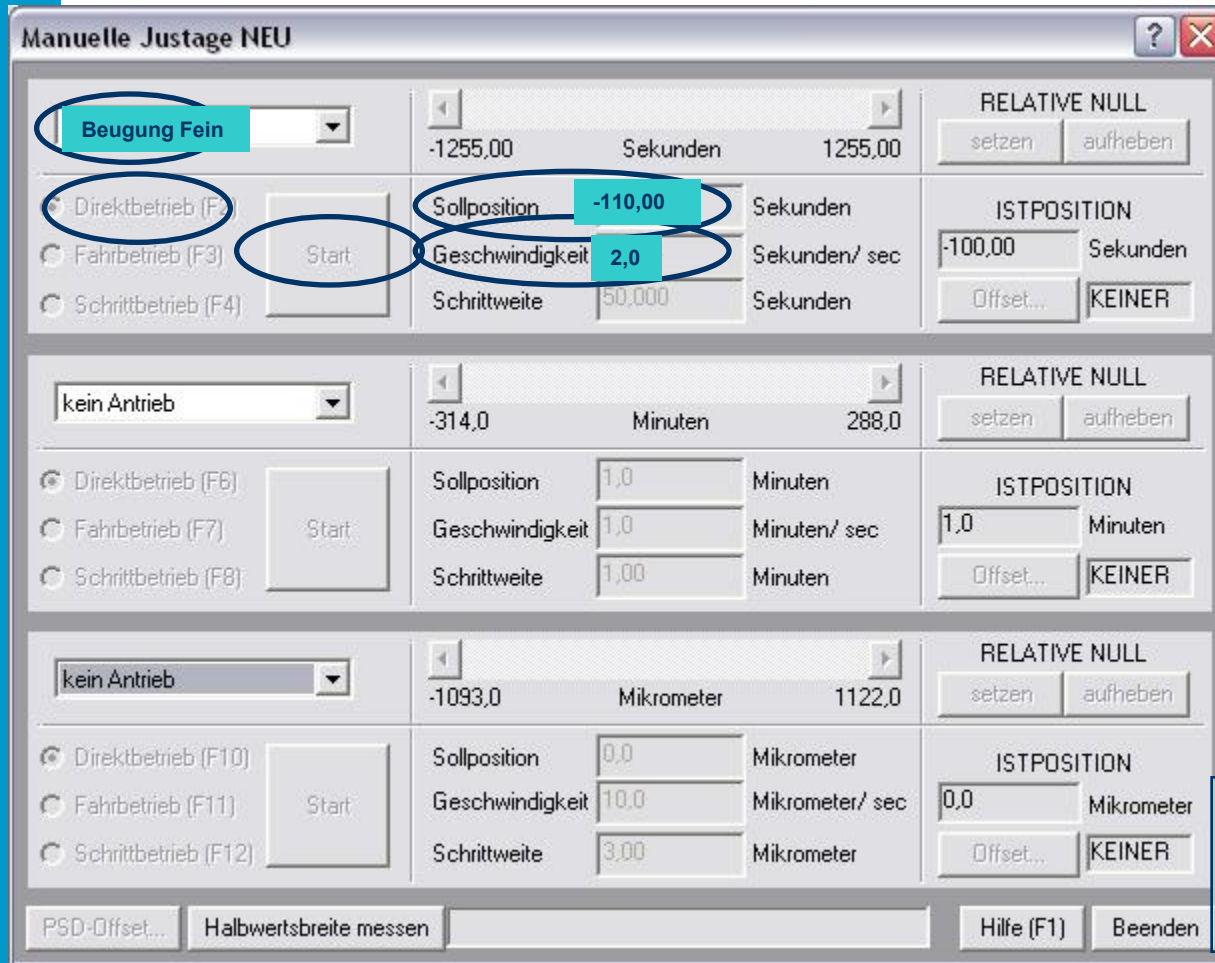 Manuelle Justage NEU
?
Beugung Fein
-1255,00 Sekunden 1255,00
RELATIVE NULL
setzen aufheben
Direktbetrieb (F2)
Fahrbetrieb (F3)
Schrittbetrieb (F4)
Start
Sollposition -110,00 Sekunden
Geschwindigkeit 2,0 Sekunden/ sec
Schrittweite 50,000 Sekunden
ISTPOSITION
-100,00 Sekunden
Offset... KEINER
kein Antrieb
-314,0 Minuten 288,0
RELATIVE NULL
setzen aufheben
Direktbetrieb (F6)
Fahrbetrieb (F7)
Schrittbetrieb (F8)
Start
Sollposition 1,0 Minuten
Geschwindigkeit 1,0 Minuten/ sec
Schrittweite 1,00 Minuten
ISTPOSITION
1,0 Minuten
Offset... KEINER
kein Antrieb
-1093,0 Mikrometer 1122,0
RELATIVE NULL
setzen aufheben
Direktbetrieb (F10)
Fahrbetrieb (F11)
Schrittbetrieb (F12)
Start
Sollposition 0,0 Mikrometer
Geschwindigkeit 10,0 Mikrometer/ sec
Schrittweite 3,00 Mikrometer
ISTPOSITION
0,0 Mikrometer
Offset... KEINER
PSD-Offset... Halbwertsbreite messen Hilfe (F1) Beenden